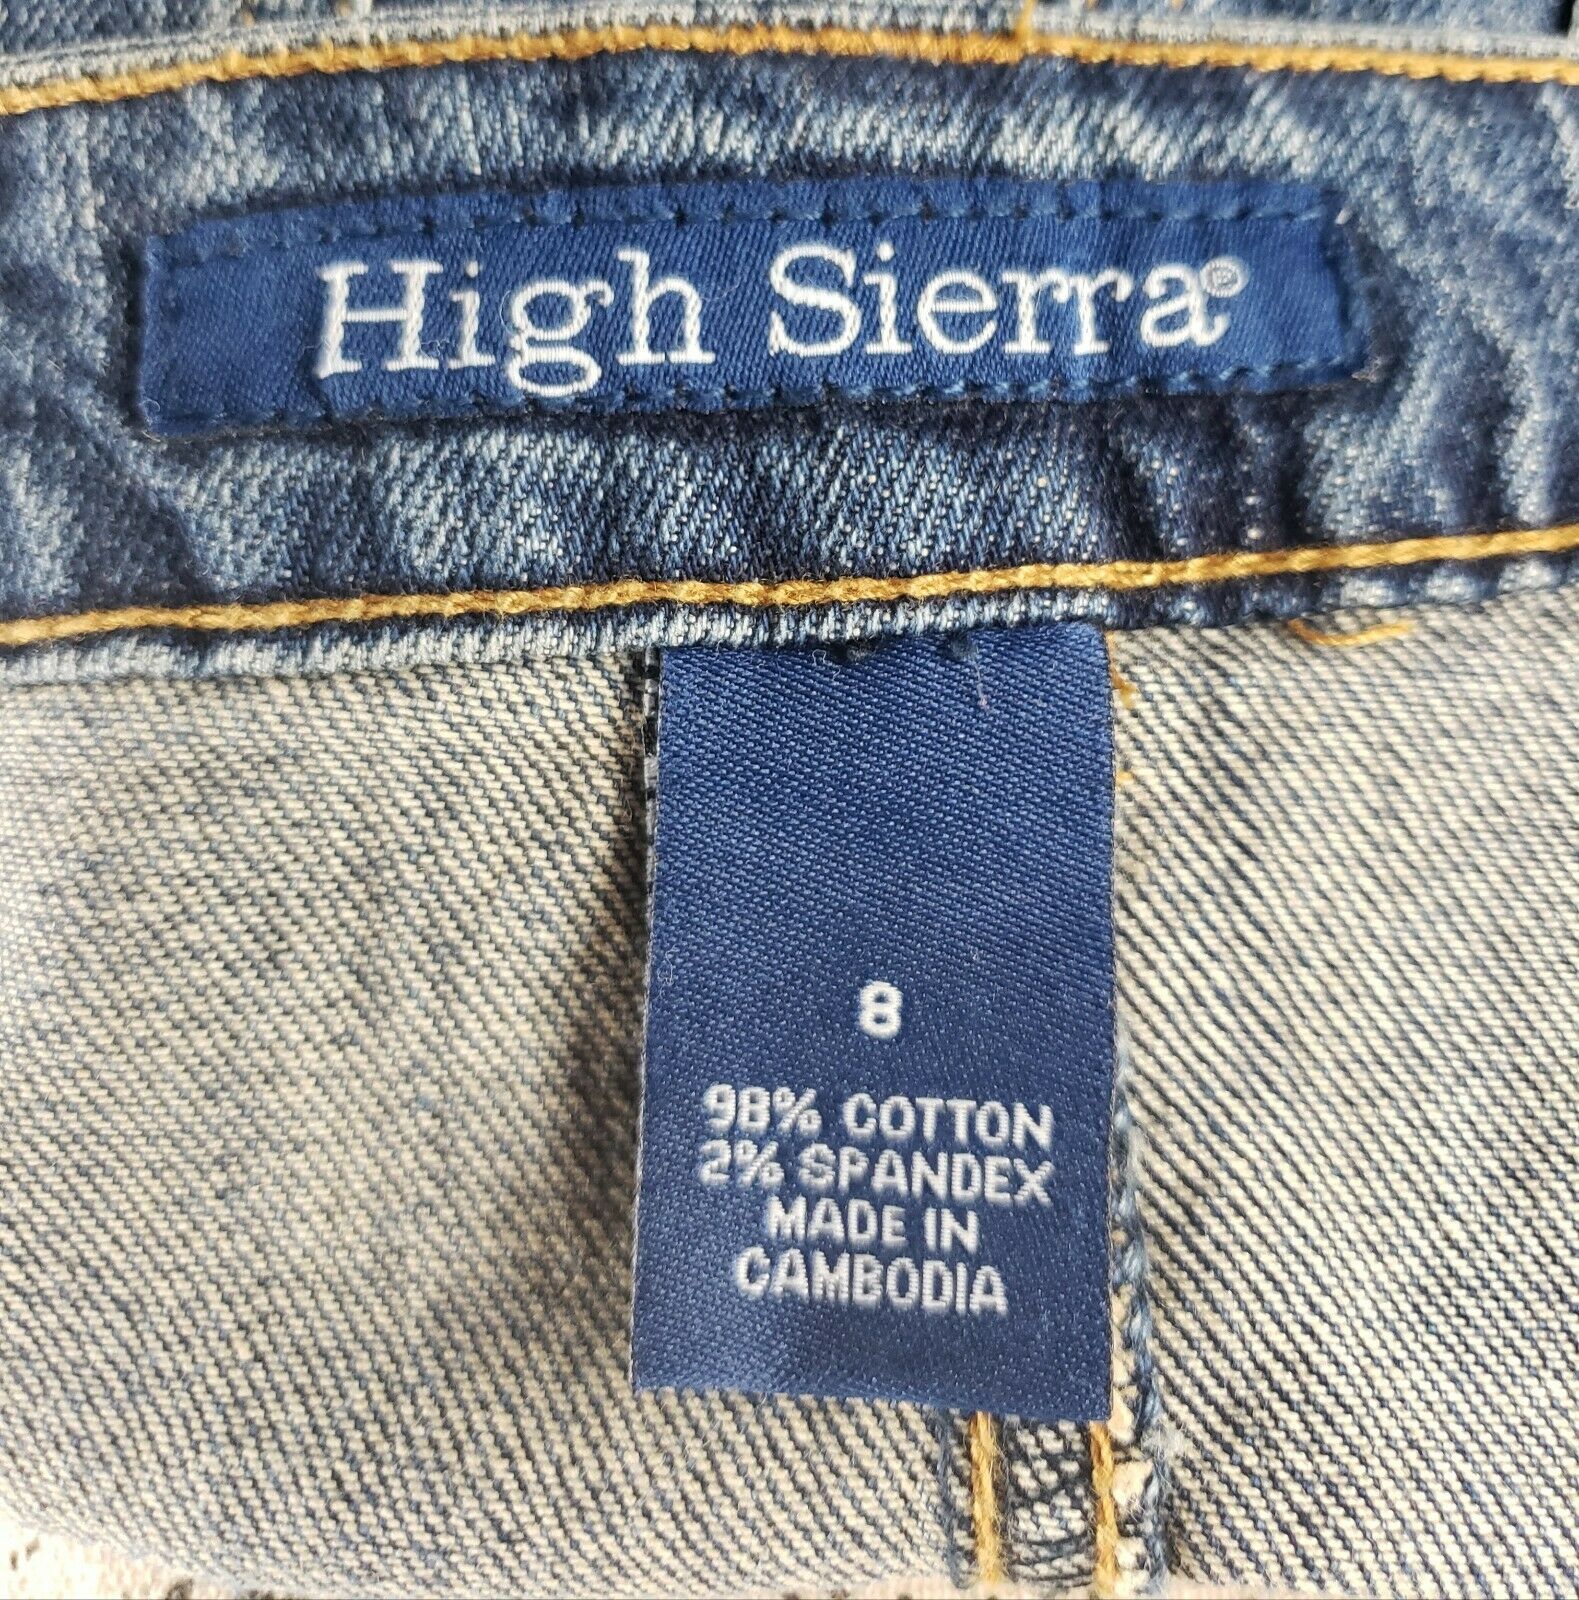 High Sierra®
8
98% COTTON
2% SPANDEX
MADE IN
CAMBODIA